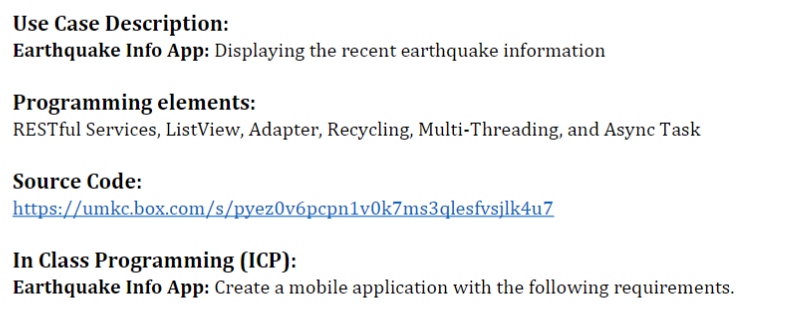 Use Case Description:
Earthquake Info App: Displaying the recent earthquake information
Programming elements:
RESTful Services, ListView, Adapter, Recycling, Multi-Threading, and Async Task
Source Code:
https://umkc.box.com/s/pyez0v6pcpn1v0k7ms3qlesfvsjlk4u7
In Class Programming (ICP):
Earthquake Info App: Create a mobile application with the following requirements.